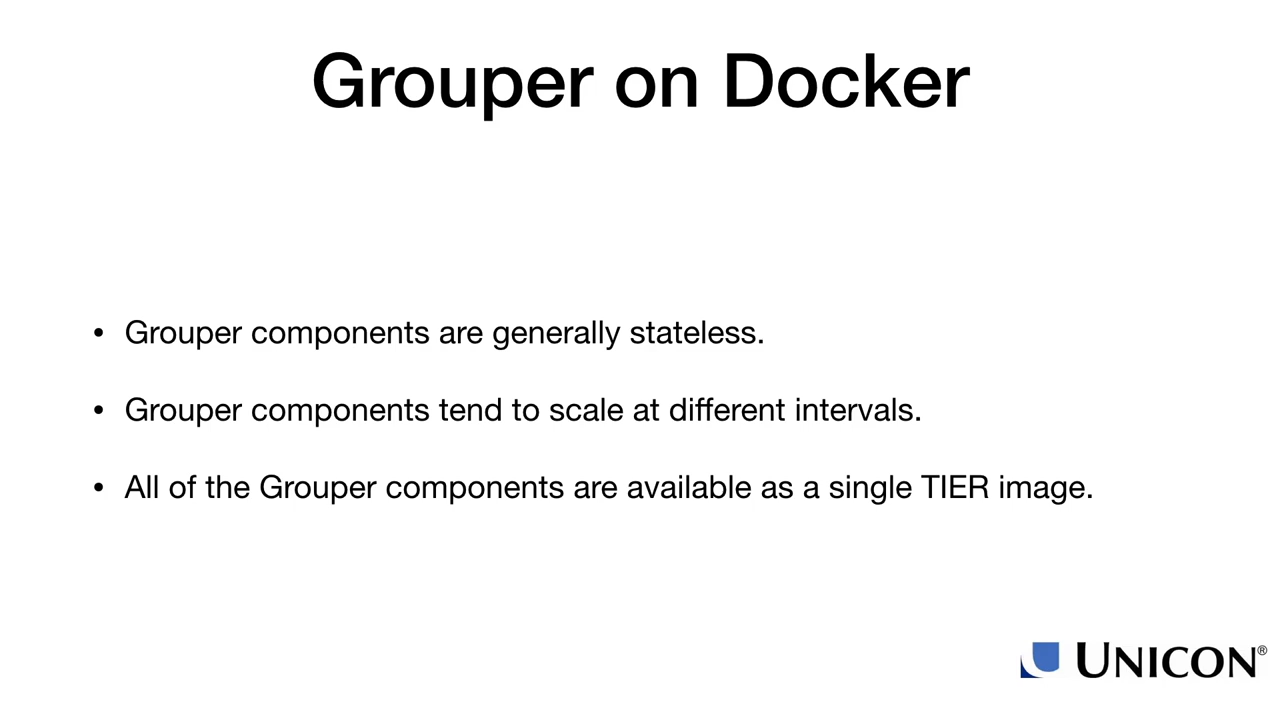 Grouper on Docker
• Grouper components are generally stateless.
• Grouper components tend to scale at different intervals.
• All of the Grouper components are available as a single TIER image.
UNICON®